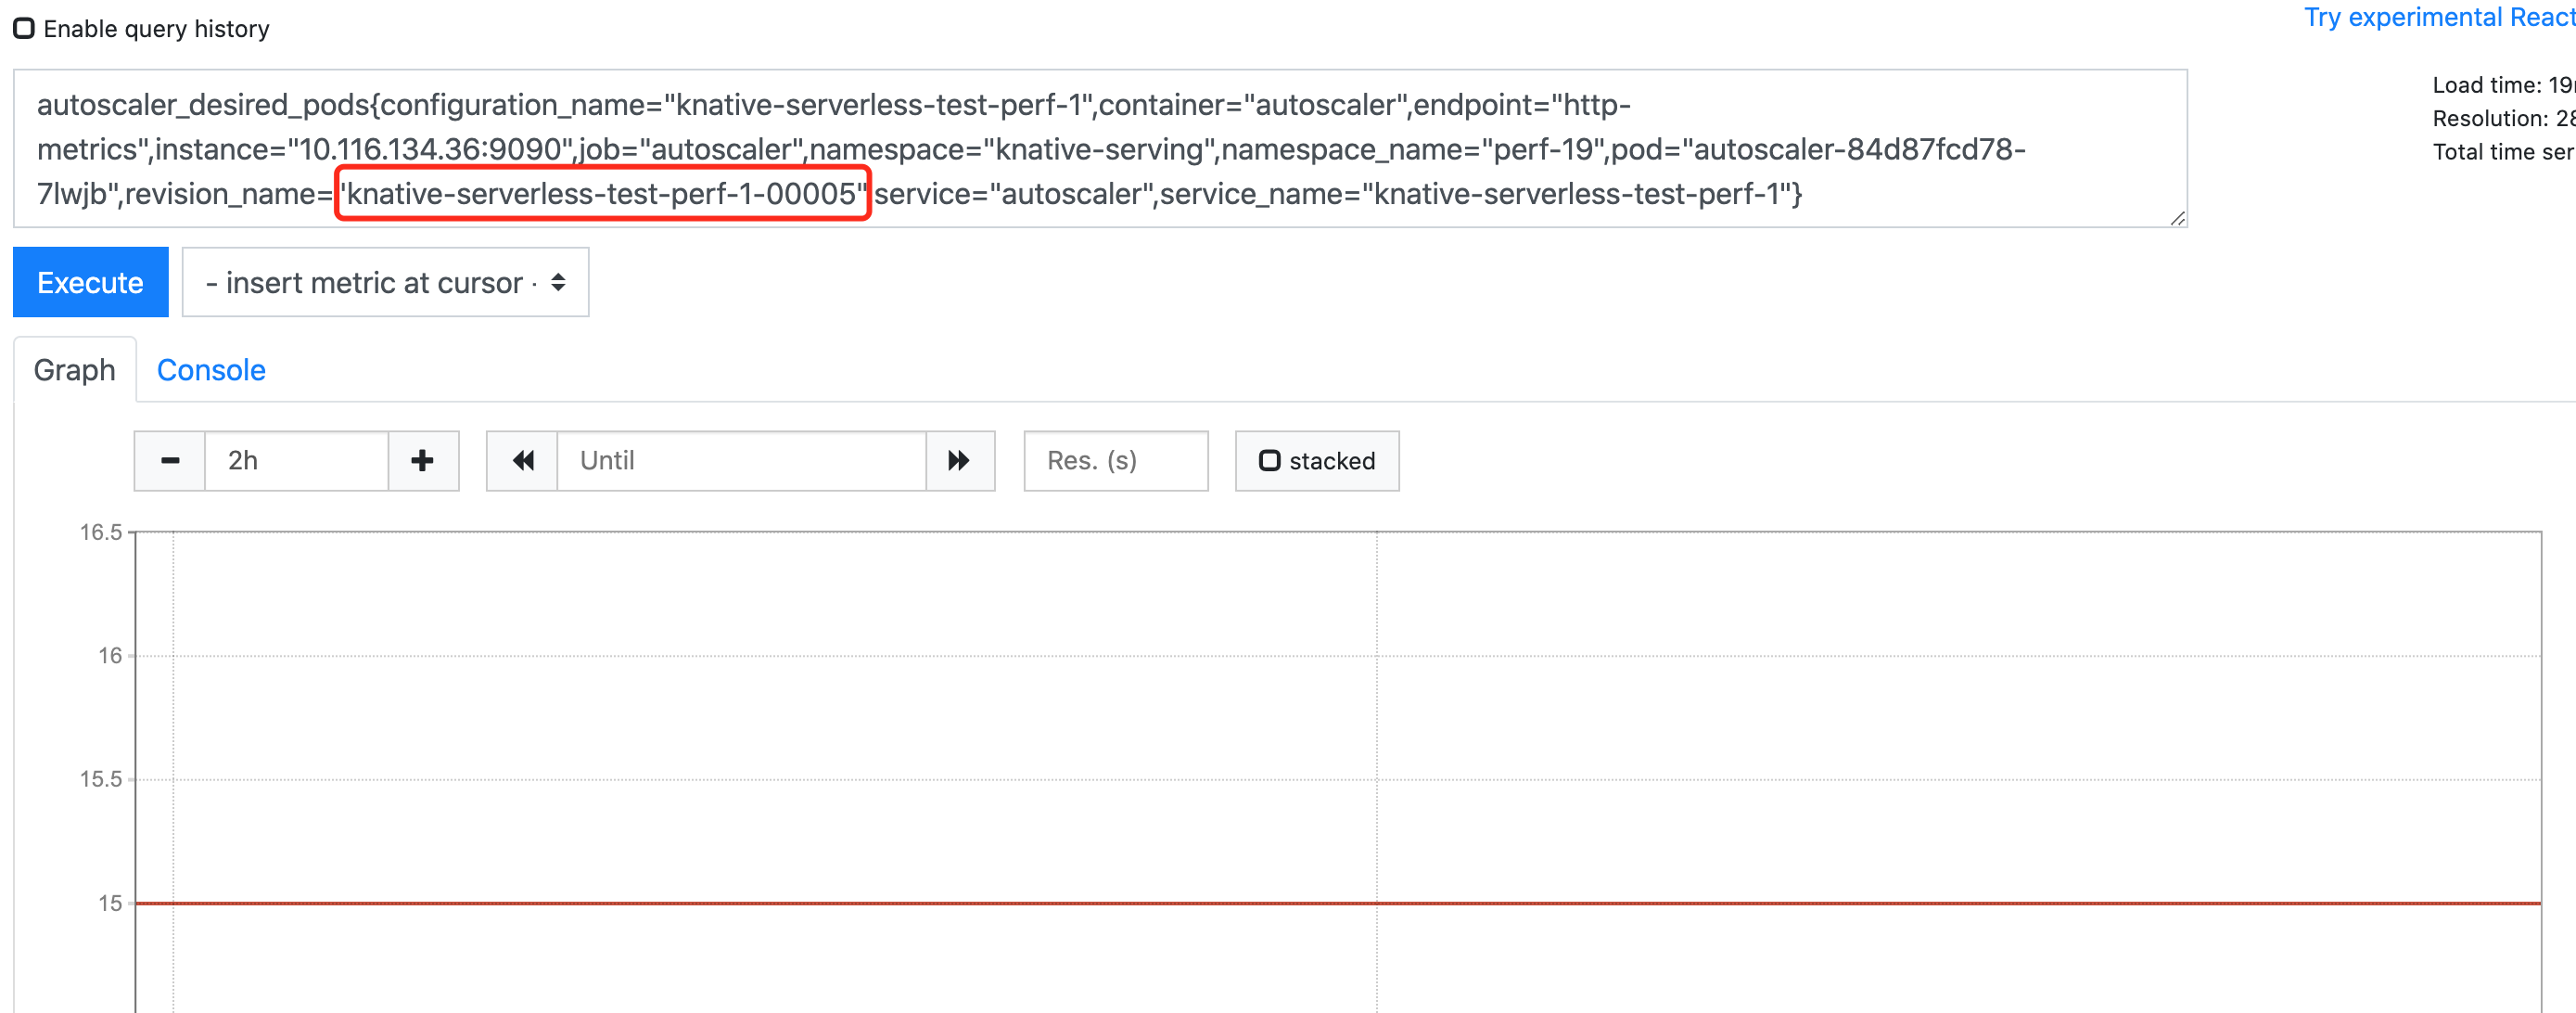 Enable query history
Try experimental React
autoscaler_desired_pods{configuration_name="knative-serverless-test-perf-1",container="autoscaler",endpoint="http-
metrics",instance="10.116.134.36:9090",job="autoscaler",namespace="knative-serving",namespace_name="perf-19",pod="autoscaler-84d87fcd78-
7lwjb",revision_name="knative-serverless-test-perf-1-00005" service="autoscaler",service_name="knative-serverless-test-perf-1"}
Load time: 19
Resolution: 28
Total time ser
Execute
- insert metric at cursor -
Graph
Console
2h
Until
Res. (s)
stacked
16.5
16
15.5
15